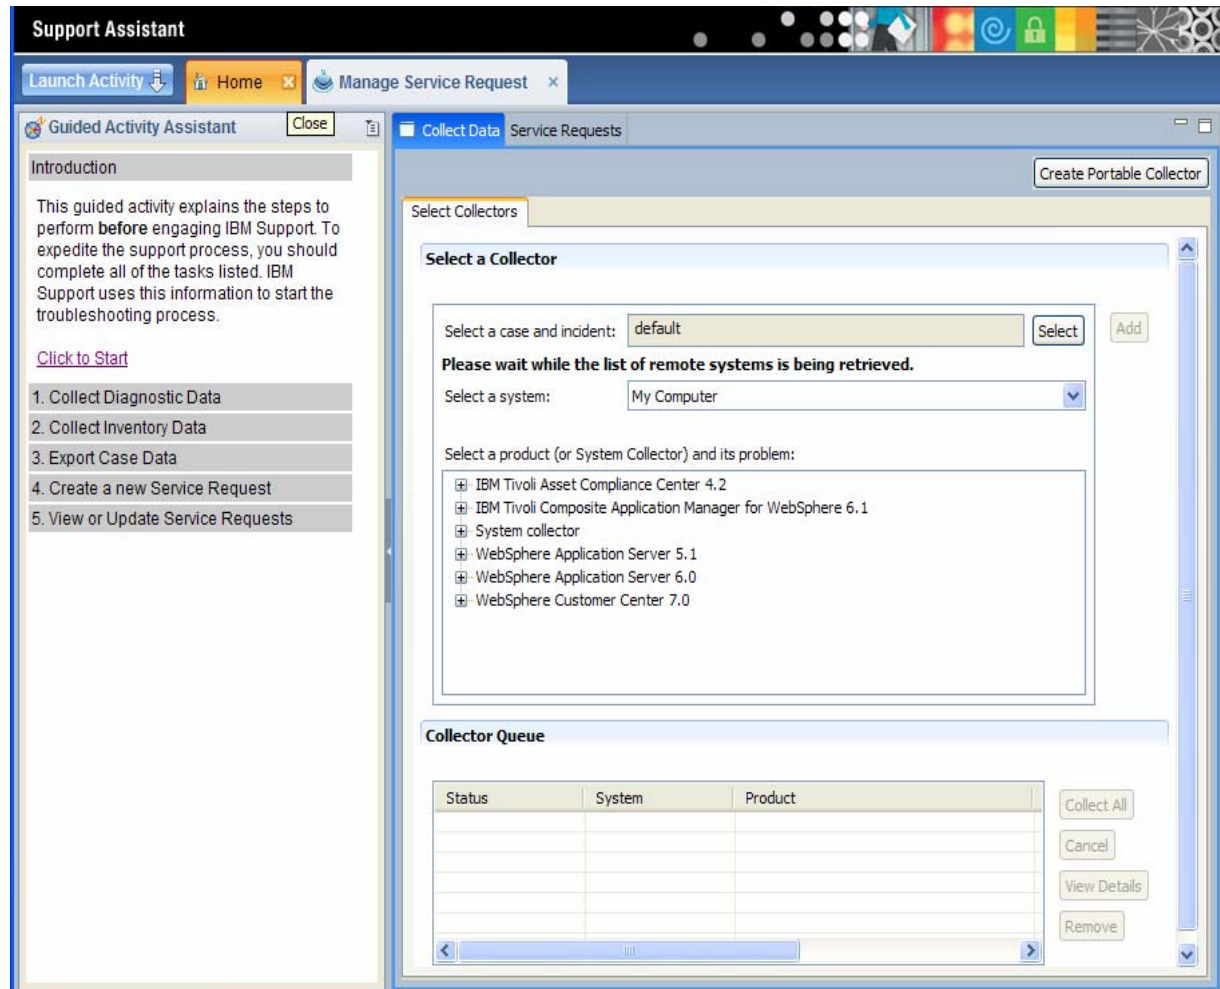 Support Assistant
Launch Activity
Home
Manage Service Request
Guided Activity Assistant
Close
Introduction
This guided activity explains the steps to
perform before engaging IBM Support. To
expedite the support process, you should
complete all of the tasks listed. IBM
Support uses this information to start the
troubleshooting process.
Click to Start
1. Collect Diagnostic Data
2. Collect Inventory Data
3. Export Case Data
4. Create a new Service Request
5. View or Update Service Requests
Collect Data Service Requests
Create Portable Collector
Select Collectors
Select a Collector
Select a case and incident: default Select Add
Please wait while the list of remote systems is being retrieved.
Select a system: My Computer
Select a product (or System Collector) and its problem:
IBM Tivoli Asset Compliance Center 4.2
IBM Tivoli Composite Application Manager for WebSphere 6.1
System collector
WebSphere Application Server 5.1
WebSphere Application Server 6.0
WebSphere Customer Center 7.0
Collector Queue
Status System Product
Collect All
Cancel
View Details
Remove